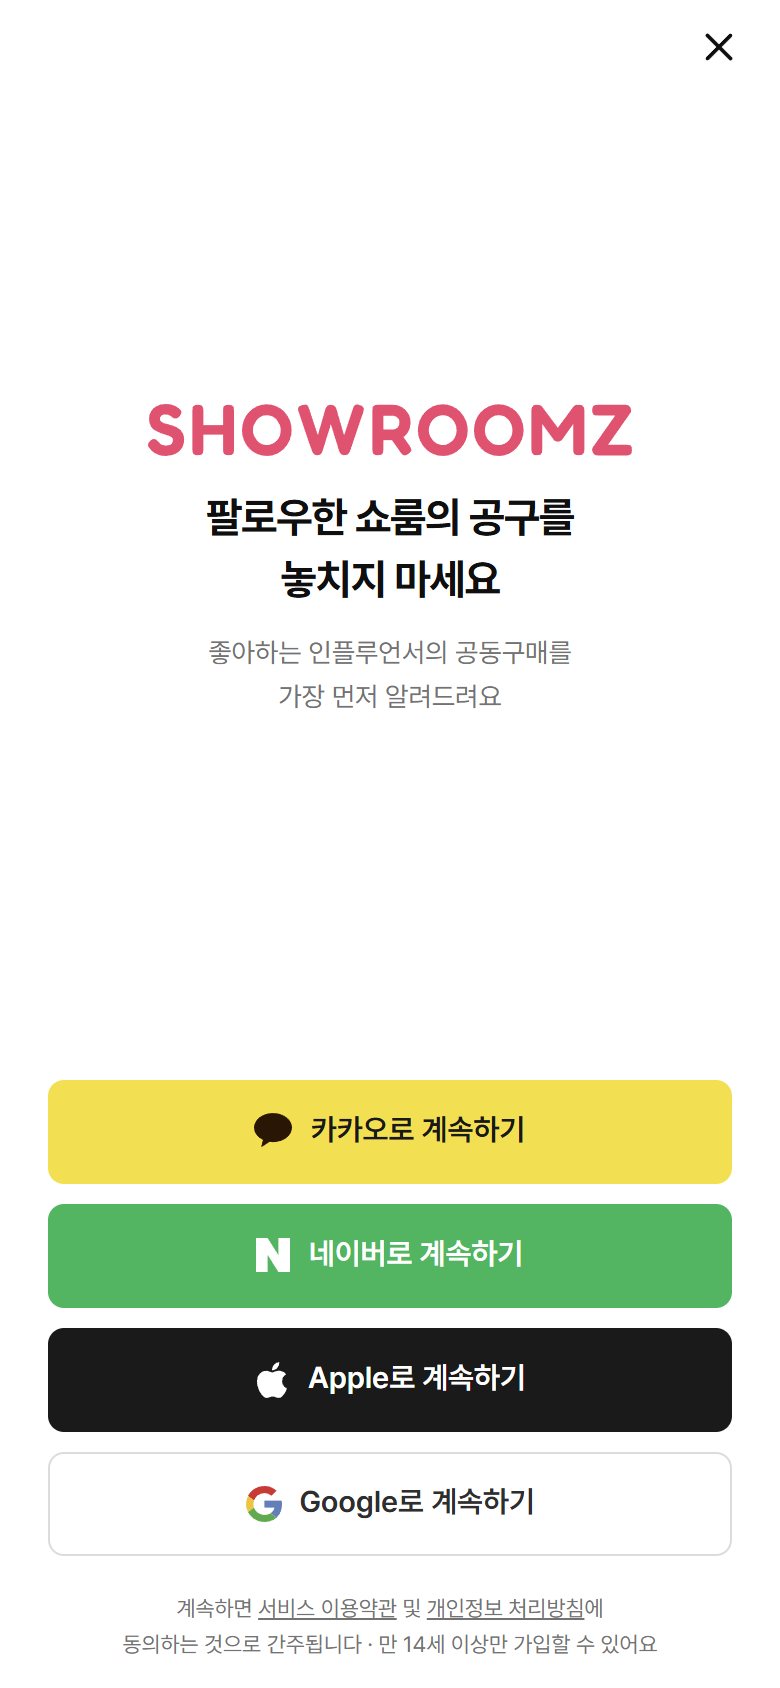 SHOWROOMZ
팔로우한 쇼룸의 공구를
놓치지 마세요
좋아하는 인플루언서의 공동구매를
가장 먼저 알려드려요
카카오로 계속하기
네이버로 계속하기
Apple로 계속하기
Google로 계속하기
계속하면 서비스 이용약관 및 개인정보 처리방침에
동의하는 것으로 간주됩니다 · 만 14세 이상만 가입할 수 있어요